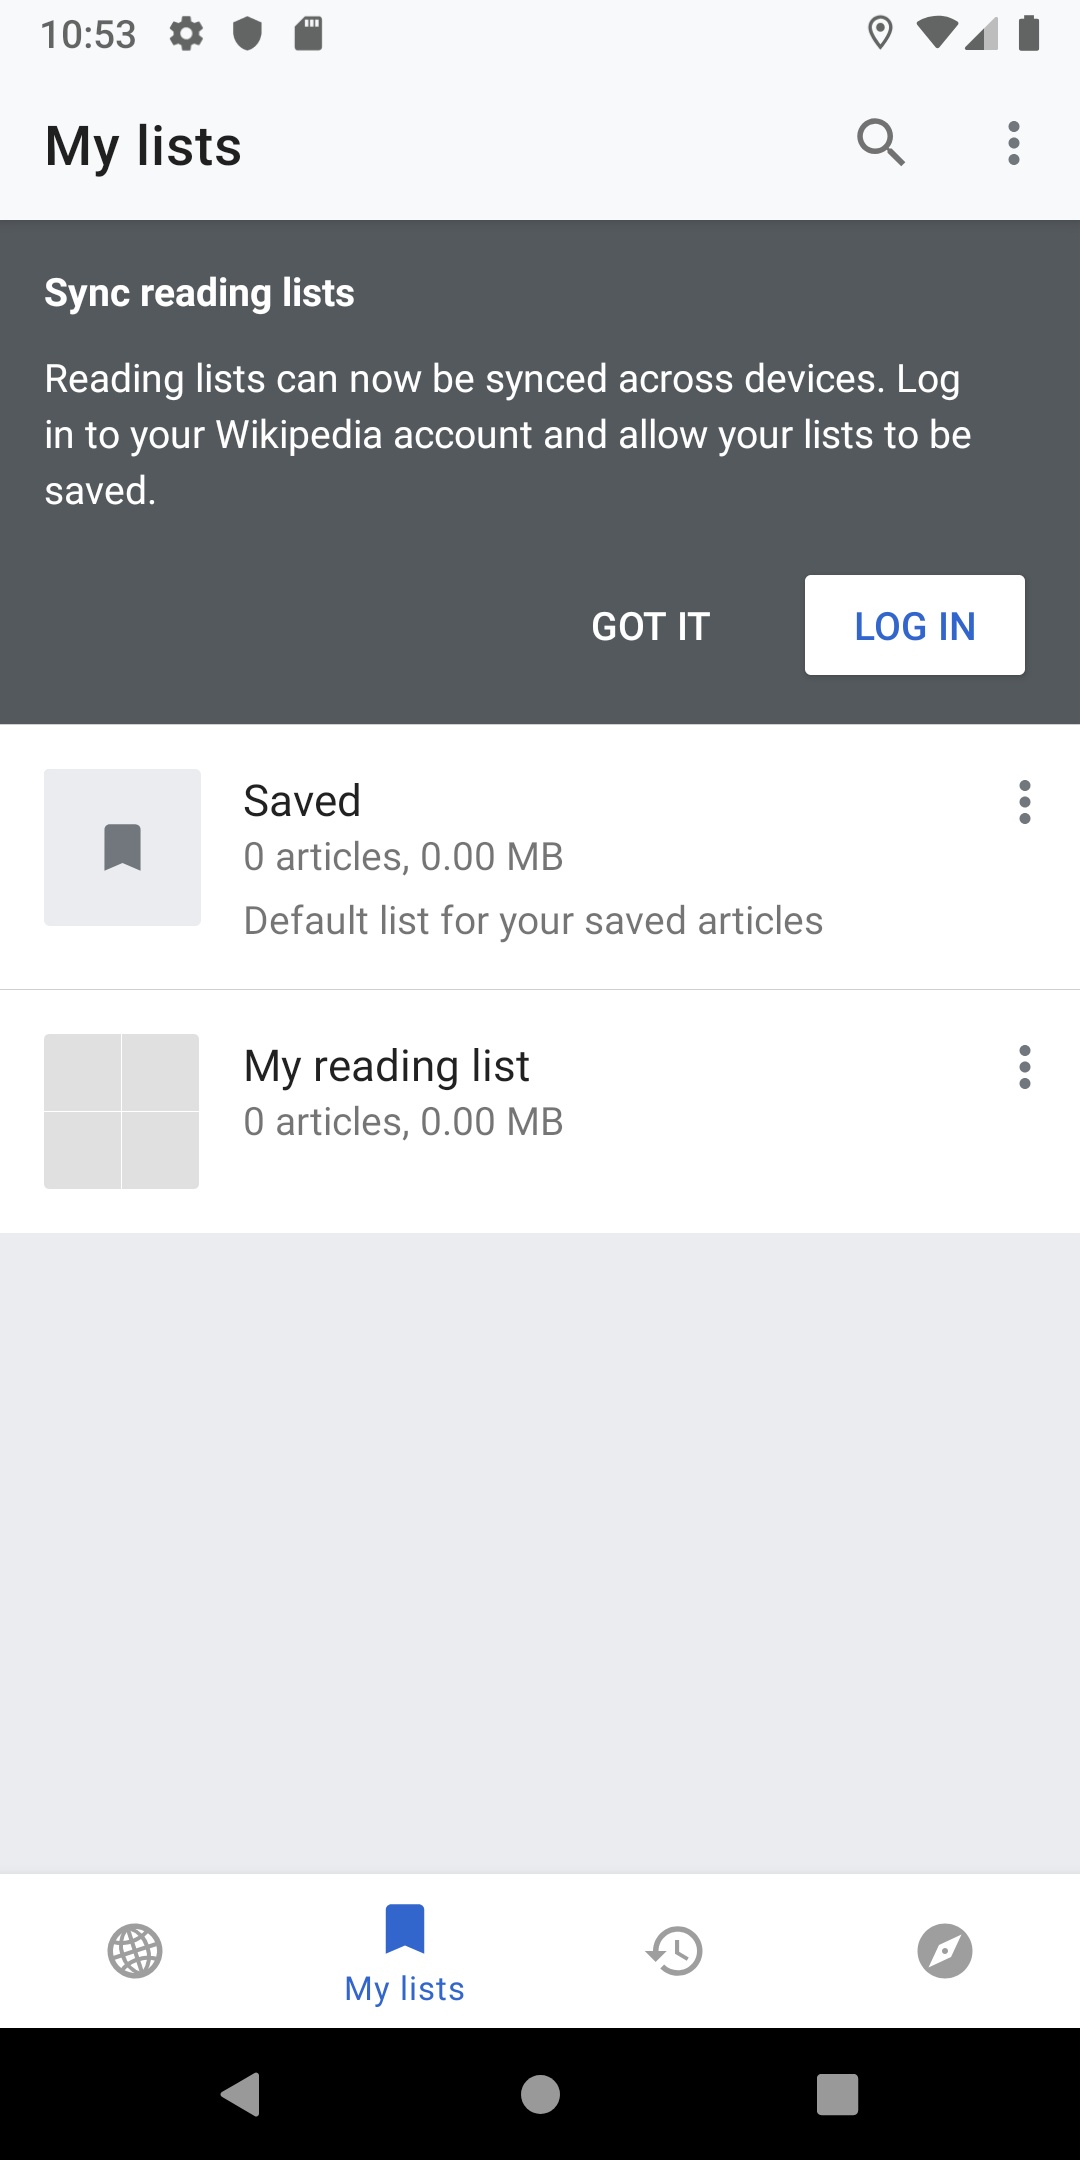 10:53
My lists
Sync reading lists
Reading lists can now be synced across devices. Log
in to your Wikipedia account and allow your lists to be
saved.
GOT IT
LOG IN
Saved
0 articles, 0.00 MB
Default list for your saved articles
My reading list
0 articles, 0.00 MB
My lists